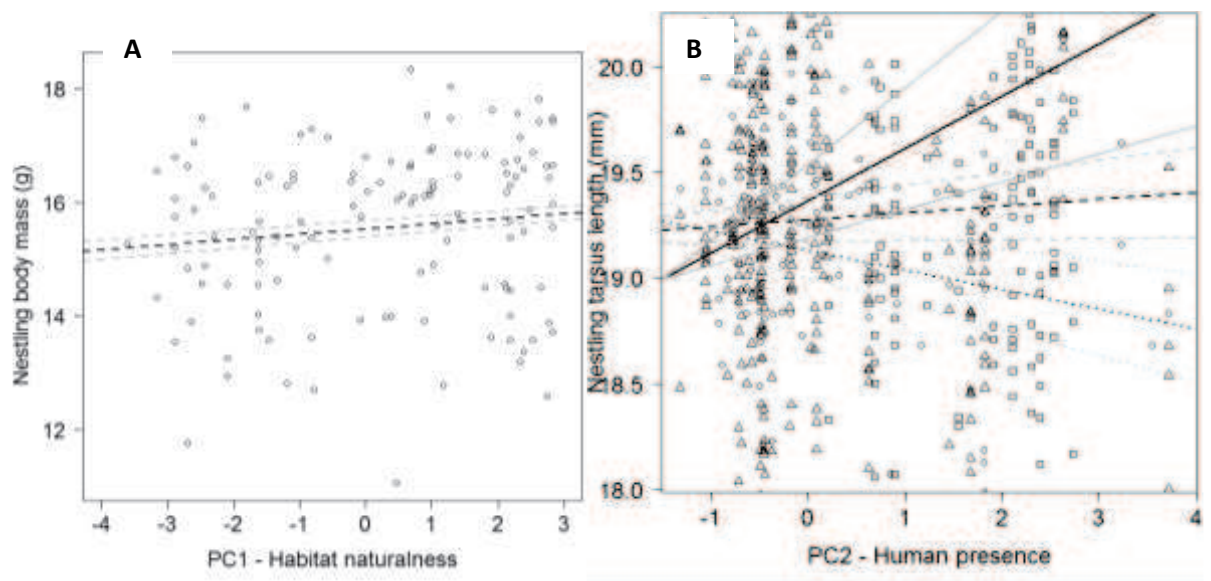 A
Nestling body mass (g)
18
16
14
12
-4 -3 -2 -1 0 1 2 3
PC1 - Habitat naturalness
B
Nestling tarsus length (mm)
20.0
19.5
19.0
18.5
18.0
-1 0 1 2 3 4
PC2 - Human presence